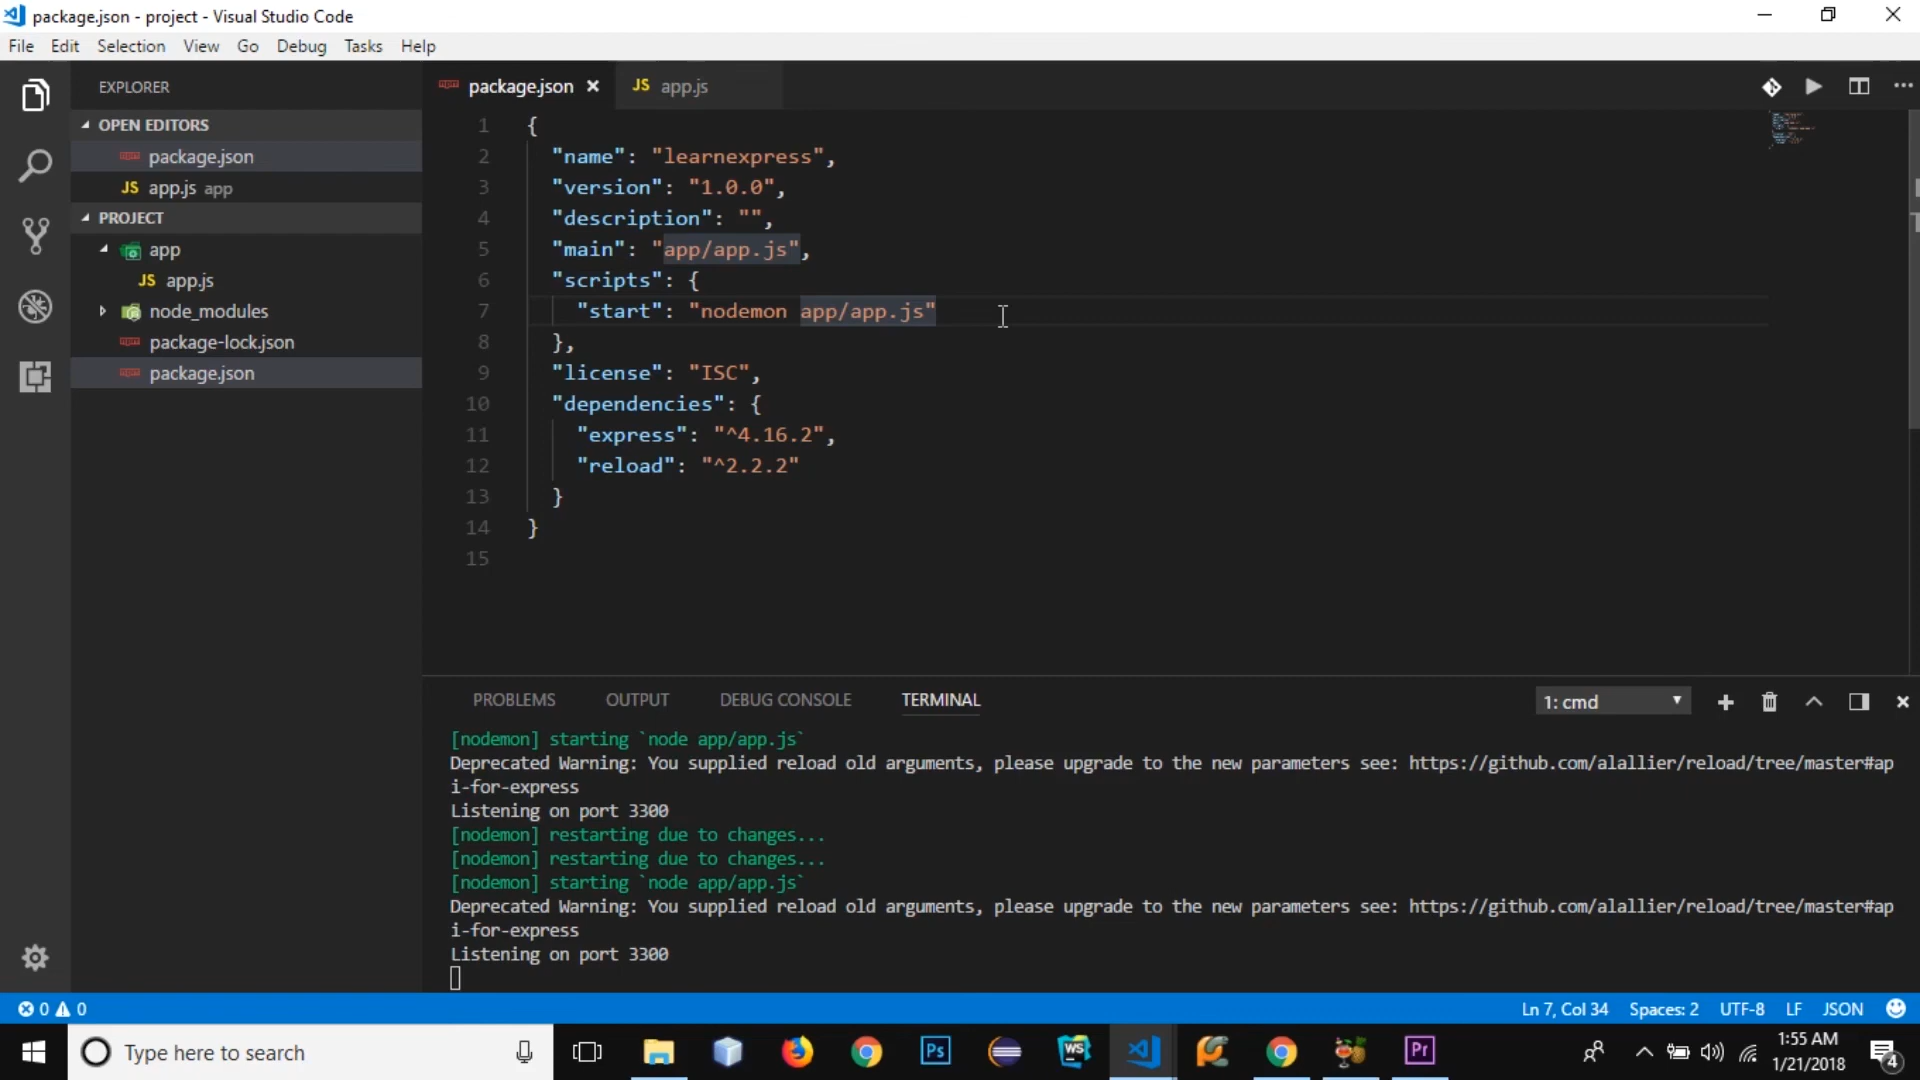 package.json - project - Visual Studio Code
File Edit Selection View Go Debug Tasks Help
EXPLORER
OPEN EDITORS
package.json
JS app.js app
PROJECT
app
JS app.js
node_modules
package-lock.json
package.json
package.json
JS app.js
1 {
2 "name": "learnexpress",
3 "version": "1.0.0",
4 "description": "",
5 "main": "app/app.js",
6 "scripts": {
7 "start": "nodemon app/app.js"
8 },
9 "license": "ISC",
10 "dependencies": {
11 "express": "^4.16.2",
12 "reload": "^2.2.2"
13 }
14 }
15
PROBLEMS OUTPUT DEBUG CONSOLE TERMINAL
1: cmd
[nodemon] starting `node app/app.js`
Deprecated Warning: You supplied reload old arguments, please upgrade to the new parameters see: https://github.com/alallier/reload/tree/master#ap
i-for-express
Listening on port 3300
[nodemon] restarting due to changes...
[nodemon] restarting due to changes...
[nodemon] starting `node app/app.js`
Deprecated Warning: You supplied reload old arguments, please upgrade to the new parameters see: https://github.com/alallier/reload/tree/master#ap
i-for-express
Listening on port 3300
0 0
Ln 7, Col 34 Spaces: 2 UTF-8 LF JSON
Type here to search
Ps
WS
Pr
1:55 AM
1/21/2018
4